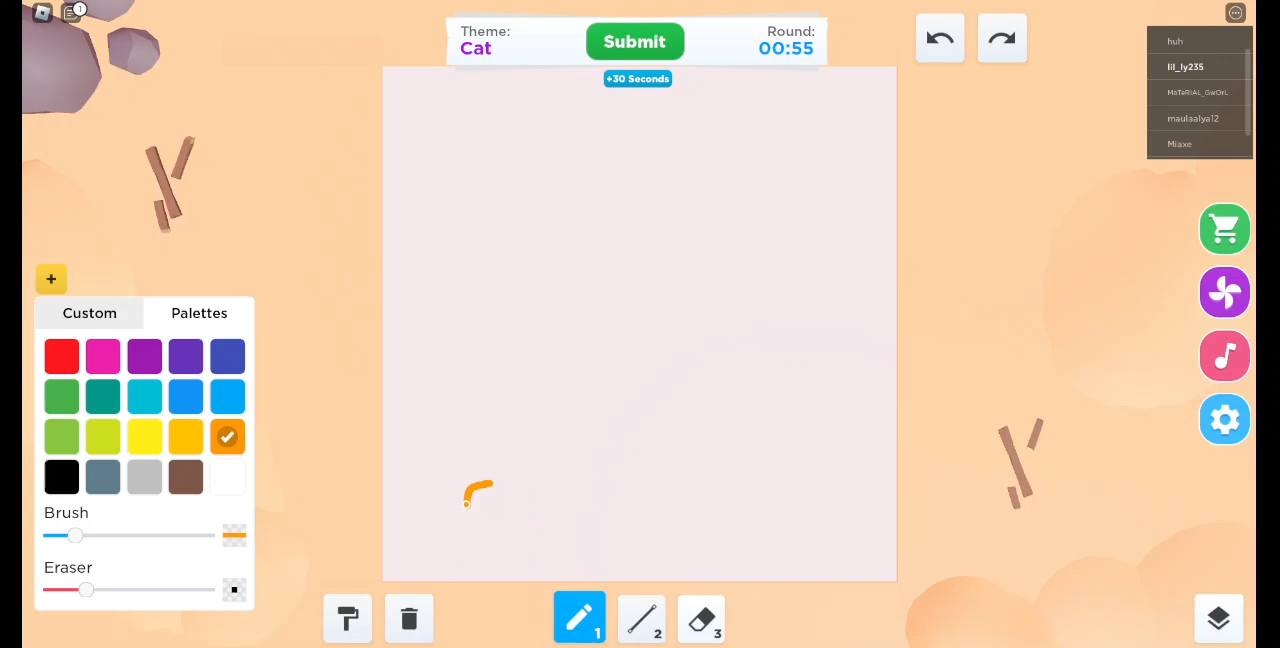 1
Theme:
Cat
Submit
Round:
00:55
+30 Seconds
huh
lil_ly235
MaTeRiAL_GwOrL
maulaalya12
Miaxe
+
Custom
Palettes
Brush
Eraser
1
2
3